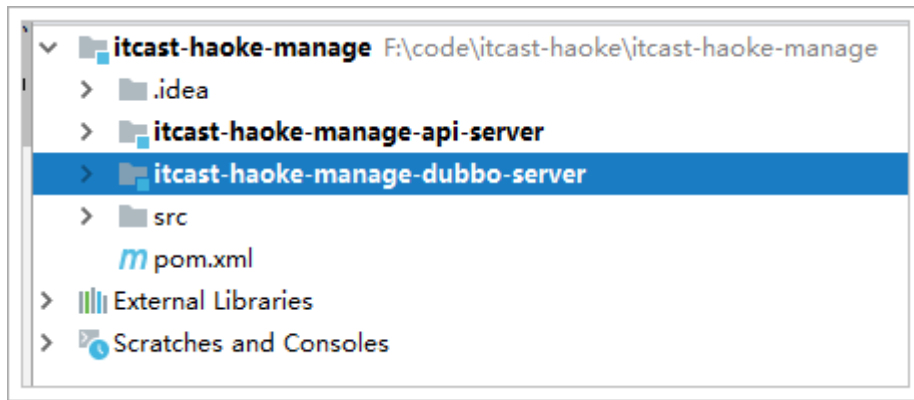 itcast-haoke-manage F:\code\itcast-haoke\itcast-haoke-manage
.idea
itcast-haoke-manage-api-server
itcast-haoke-manage-dubbo-server
src
pom.xml
External Libraries
Scratches and Consoles